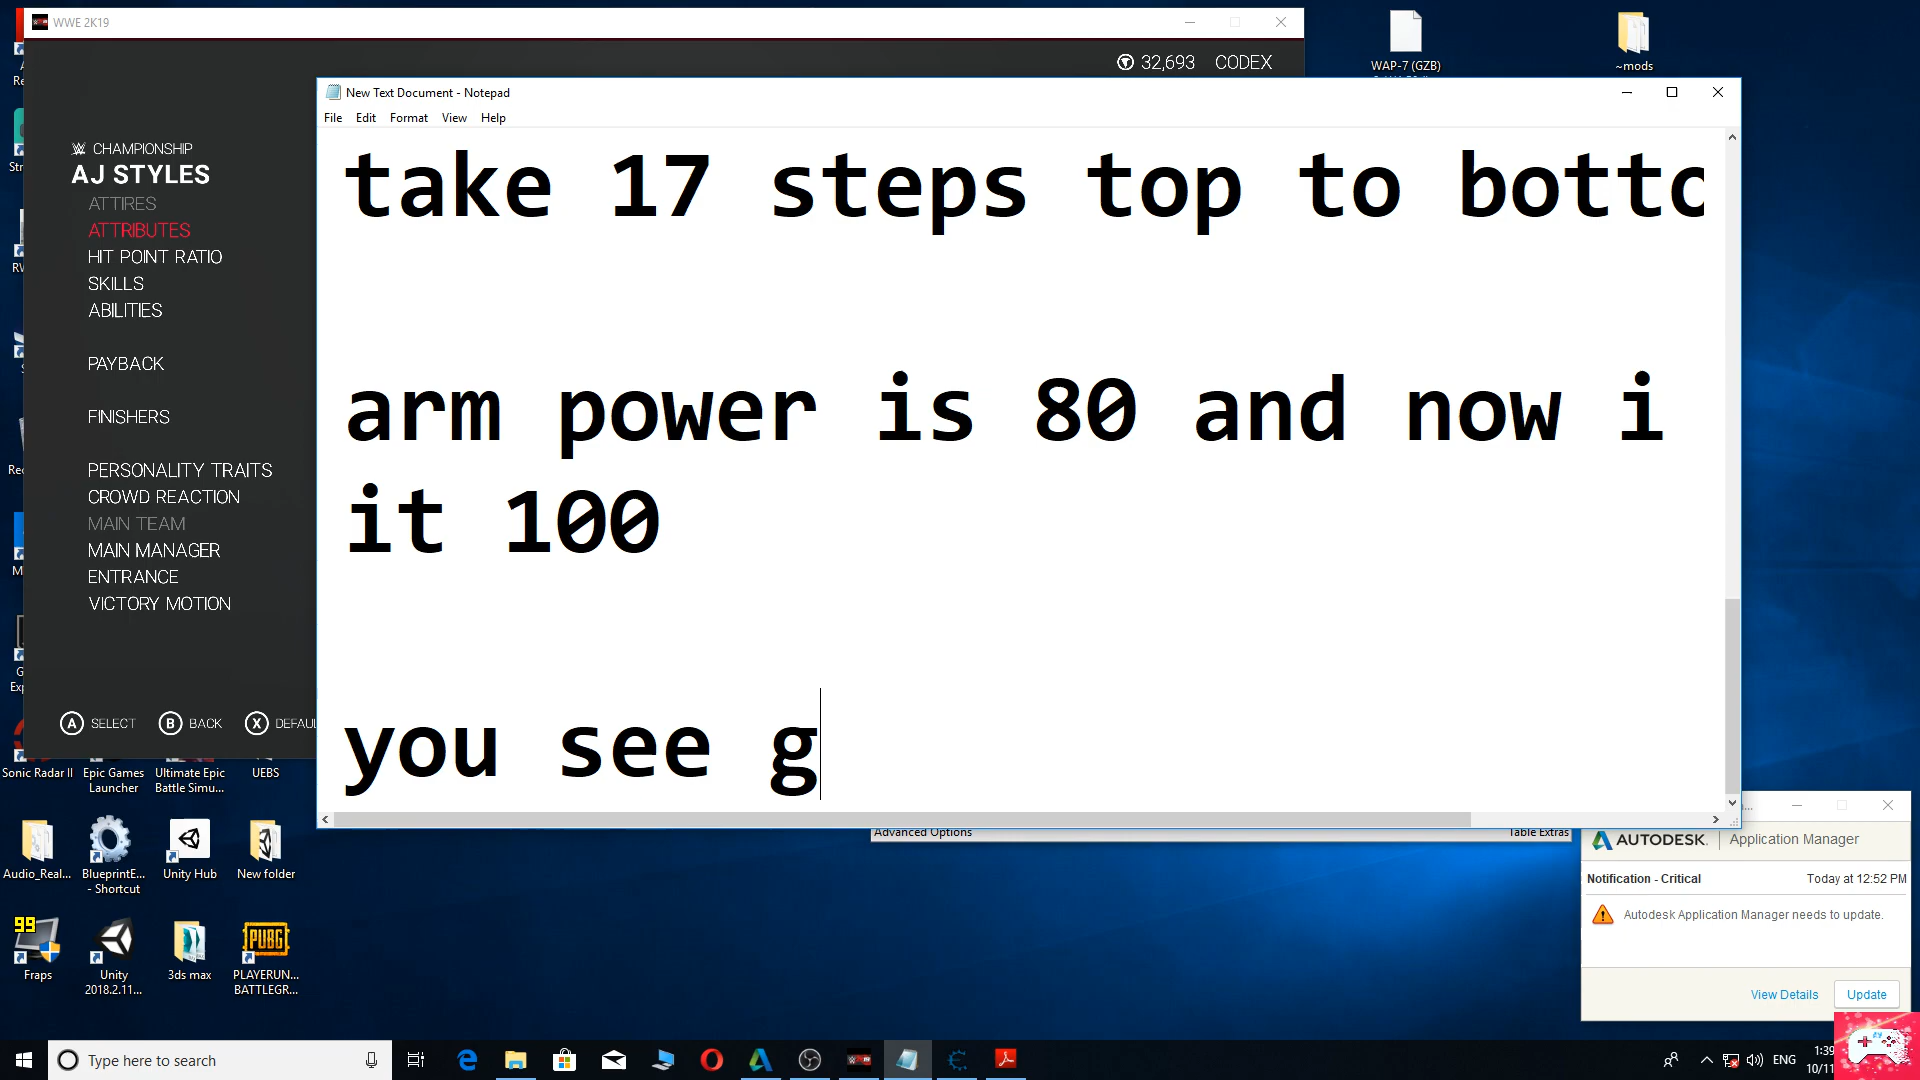 WWE 2K19
32,693 CODEX
WAP-7 (GZB)
~mods
New Text Document - Notepad
File Edit Format View Help
CHAMPIONSHIP
AJ STYLES
ATTIRES
ATTRIBUTES
HIT POINT RATIO
SKILLS
ABILITIES
PAYBACK
FINISHERS
PERSONALITY TRAITS
CROWD REACTION
MAIN TEAM
MAIN MANAGER
ENTRANCE
VICTORY MOTION
A SELECT B BACK X DEFAU
take 17 steps top to botto
arm power is 80 and now i
it 100
you see g
Advanced Options Table Extras
Sonic Radar II
Epic Games
Launcher
Ultimate Epic
Battle Simu...
UEBS
Audio_Real...
BlueprintE...
- Shortcut
Unity Hub
New folder
99
Fraps
Unity
2018.2.11...
3ds max
PUBG
PLAYERUN...
BATTLEGR...
AUTODESK. Application Manager
Notification - Critical Today at 12:52 PM
Autodesk Application Manager needs to update.
View Details Update
Type here to search
ENG
1:39
10/11